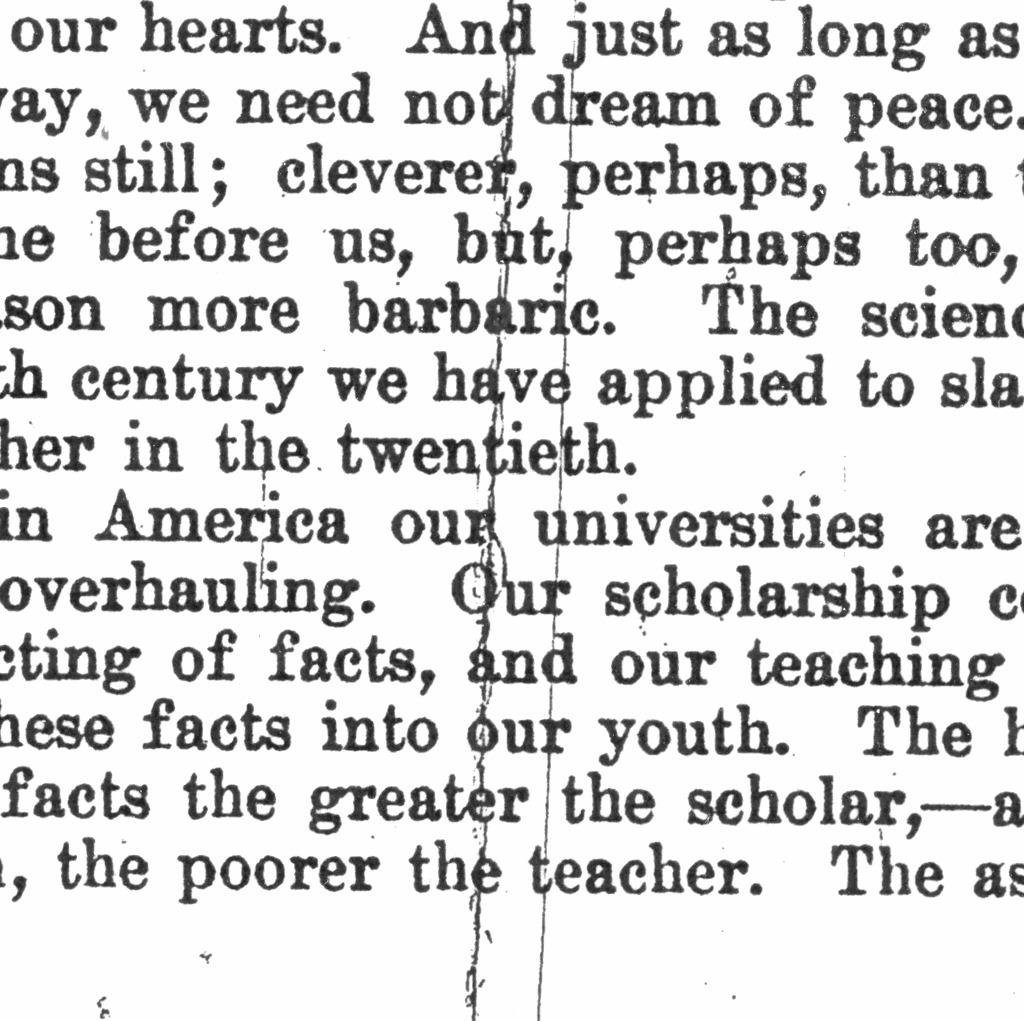 our hearts. And just as long as
way, we need not dream of peace.
ns still; cleverer, perhaps, than t
ne before us, but, perhaps too,
ason more barbaric. The scienc
th century we have applied to sla
her in the twentieth.
in America our universities are
overhauling. Our scholarship co
cting of facts, and our teaching
hese facts into our youth. The h
facts the greater the scholar,—a
, the poorer the teacher. The as